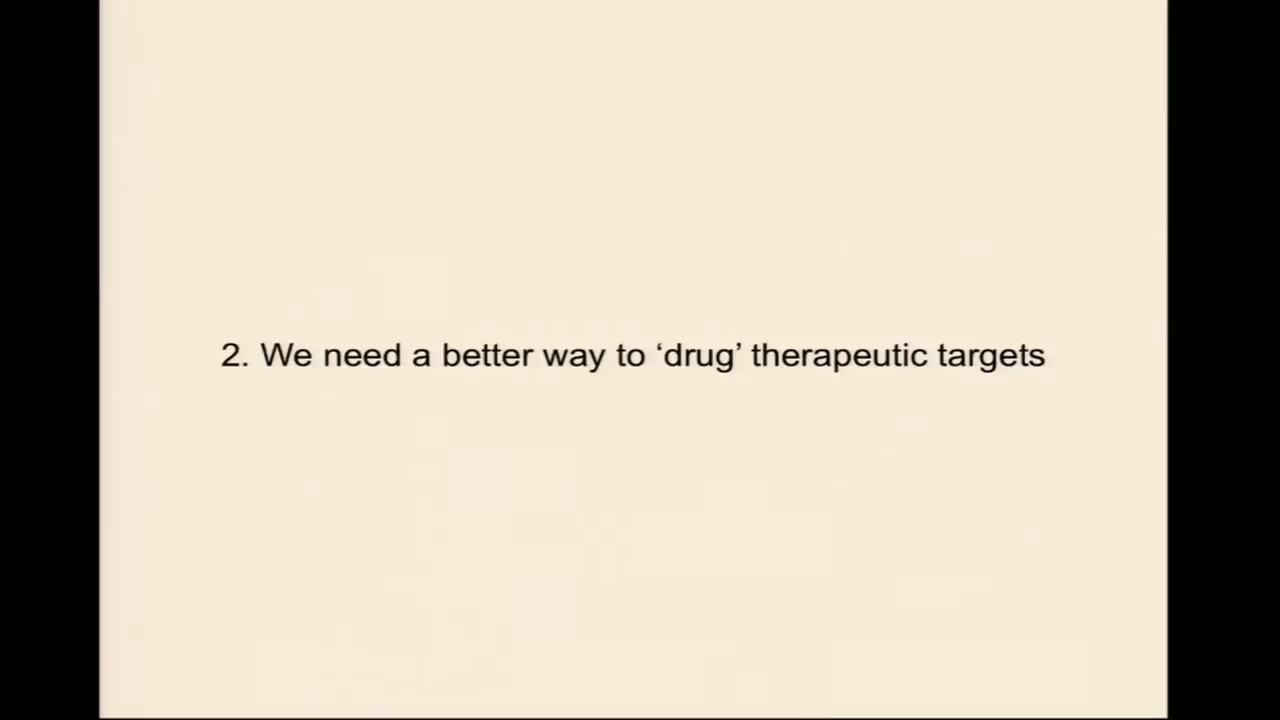 2. We need a better way to ‘drug’ therapeutic targets